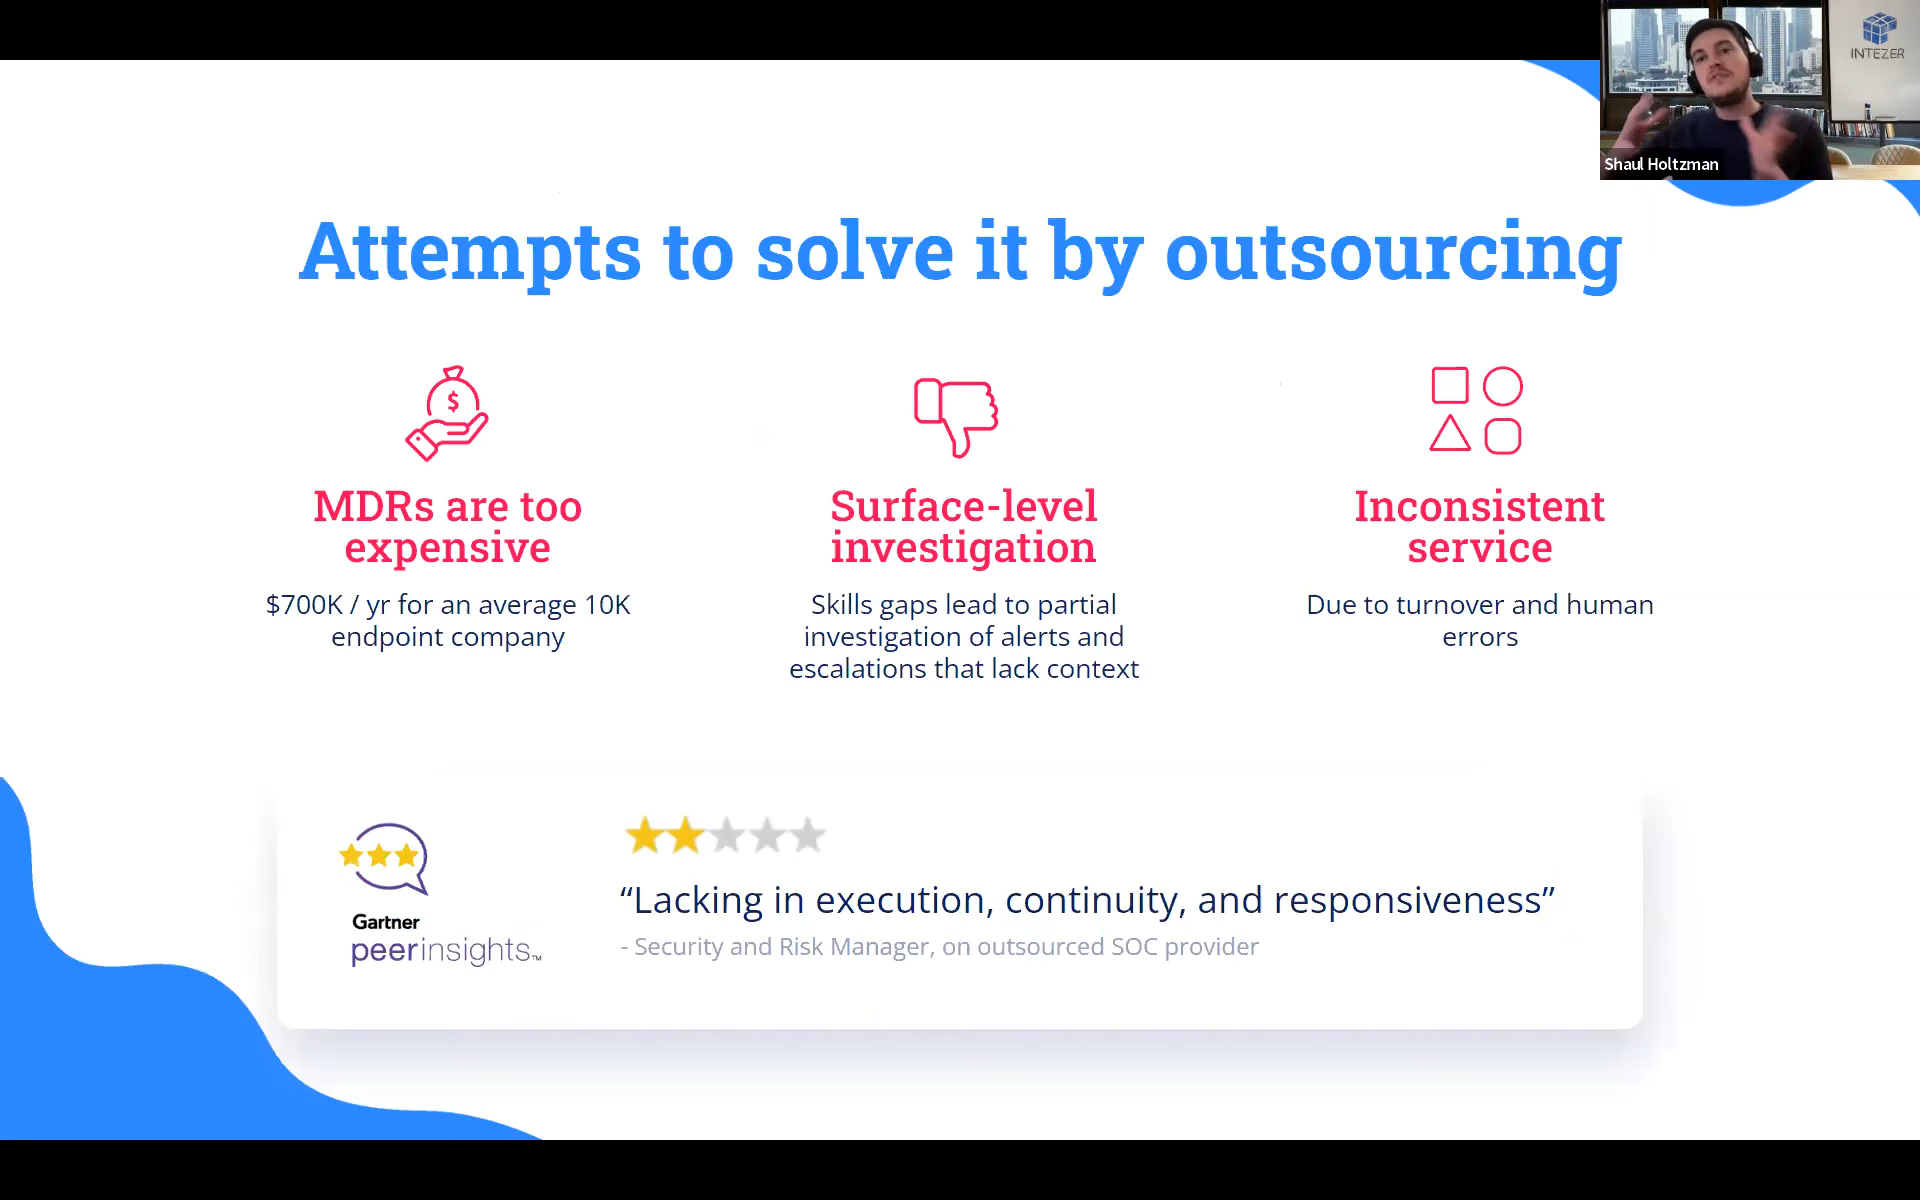 INTEZER
Shaul Holtzman
Attempts to solve it by outsourcing
$
MDRs are too
expensive
$700K / yr for an average 10K
endpoint company
Surface-level
investigation
Skills gaps lead to partial
investigation of alerts and
escalations that lack context
Inconsistent
service
Due to turnover and human
errors
Gartner
peerinsights™
“Lacking in execution, continuity, and responsiveness”
- Security and Risk Manager, on outsourced SOC provider